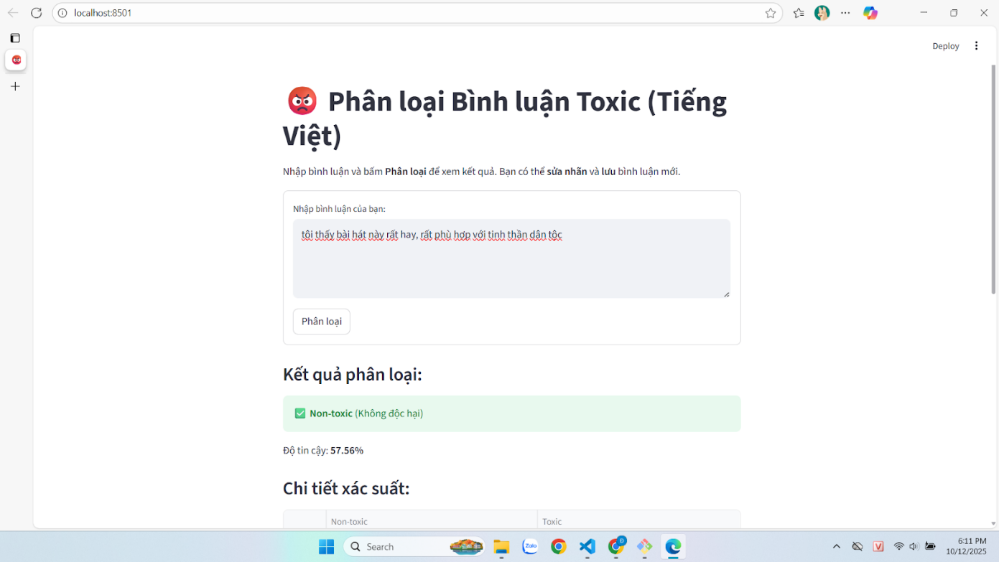 localhost:8501
Deploy
Phân loại Bình luận Toxic (Tiếng
Việt)
Nhập bình luận và bấm Phân loại để xem kết quả. Bạn có thể sửa nhãn và lưu bình luận mới.
Nhập bình luận của bạn:
tôi thấy bài hát này rất hay, rất phù hợp với tinh thần dân tộc
Phân loại
Kết quả phân loại:
Non-toxic (Không độc hại)
Độ tin cậy: 57.56%
Chi tiết xác suất:
Non-toxic Toxic
Search
Zalo
D
V
6:11 PM
10/12/2025